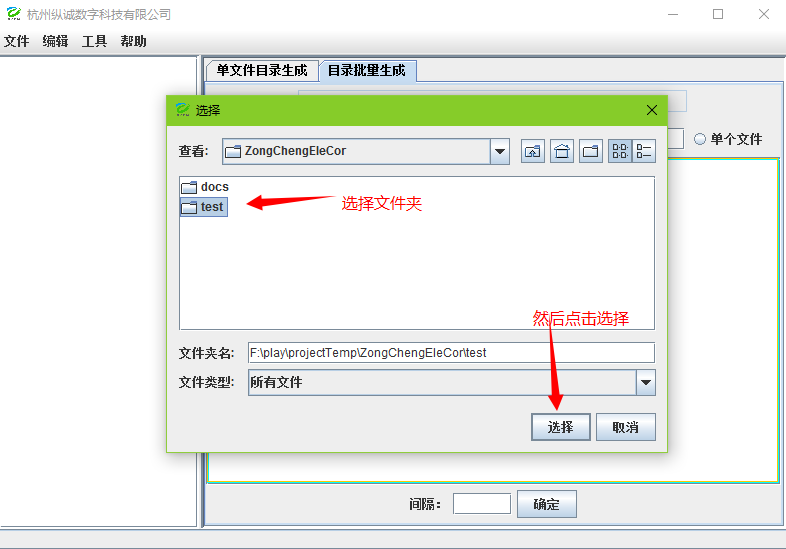 杭州纵诚数字科技有限公司
文件 编辑 工具 帮助
单文件目录生成 目录批量生成
选择
查看: ZongChengEleCor
单个文件
docs
test
选择文件夹
然后点击选择
文件夹名: F:\play\projectTemp\ZongChengEleCor\test
文件类型: 所有文件
选择 取消
间隔: 确定